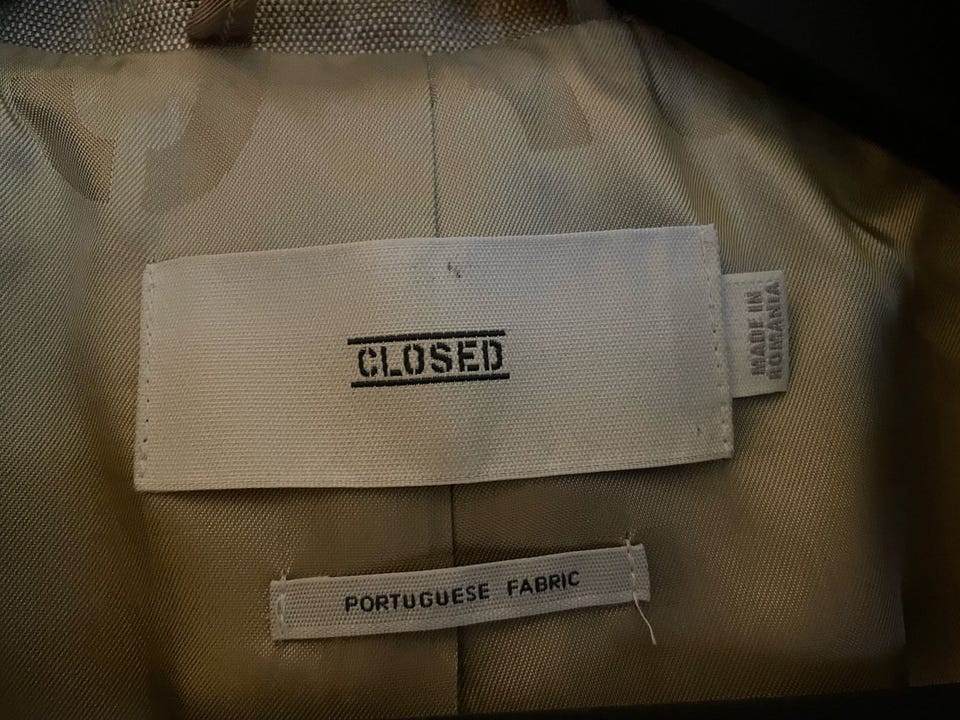 CLOSED
MADE IN
ROMANIA
PORTUGUESE FABRIC